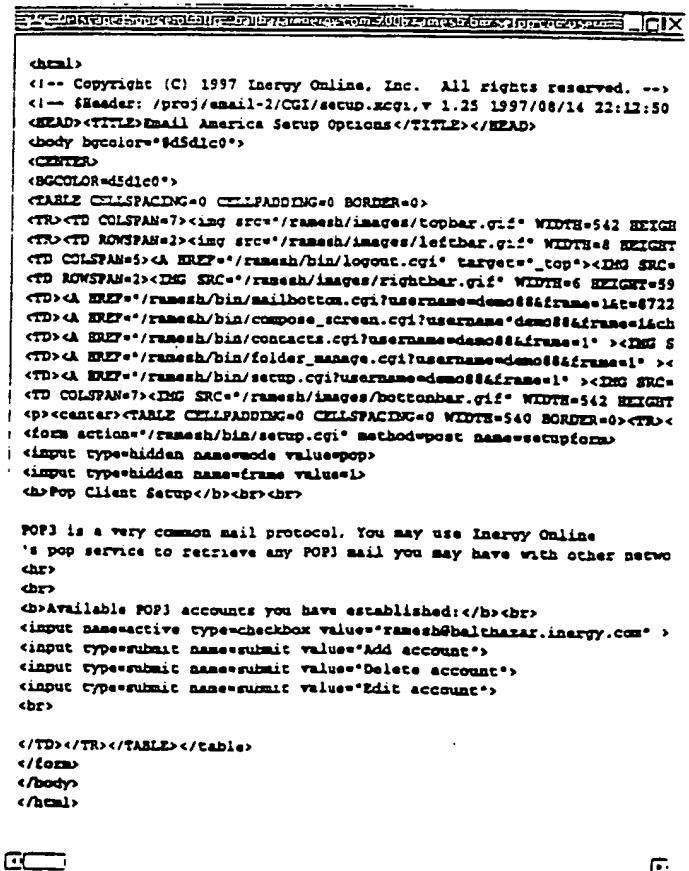 <html>
<!-- Copyright (C) 1997 Inergy Online, Inc. All rights reserved. -->
<!-- $Header: /proj/email-2/CGI/setup.xcgi,v 1.25 1997/08/14 22:12:50
<HEAD><TITLE>Email America Setup Options</TITLE></HEAD>
<body bgcolor="#d5d1c0">
<CENTER>
<BGCOLOR=d5d1c0">
<TABLE CELLSPACING=0 CELLPADDING=0 BORDER=0>
<TR><TD COLSPAN=7><img src="/ramesh/images/topbar.gif" WIDTH=542 HEIGH
<TR><TD ROWSPAN=2><img src="/ramesh/images/leftbar.gif" WIDTH=8 HEIGHT
<TD COLSPAN=5><A HREF="/ramesh/bin/logout.cgi" target="_top"><IMG SRC=
<TD ROWSPAN=2><IMG SRC="/ramesh/images/rightbar.gif" WIDTH=6 HEIGHT=59
<TD><A HREF="/ramesh/bin/mailbottom.cgi?username=demo88&frame=1&t=8722
<TD><A HREF="/ramesh/bin/compose_screen.cgi?username=demo88&frame=1&ch
<TD><A HREF="/ramesh/bin/contacts.cgi?username=demo88&frame=1" ><IMG S
<TD><A HREF="/ramesh/bin/folder_manage.cgi?username=demo88&frame=1" ><
<TD><A HREF="/ramesh/bin/setup.cgi?username=demo88&frame=1" ><IMG SRC=
<TD COLSPAN=7><IMG SRC="/ramesh/images/bottonbar.gif" WIDTH=542 HEIGHT
<p><center><TABLE CELLPADDING=0 CELLSPACING=0 WIDTH=540 BORDER=0><TR><
<form action="/ramesh/bin/setup.cgi" method=post name=setupform>
<input type=hidden name=mode value=pop>
<input type=hidden name=frame value=1>
<b>Pop Client Setup</b><br><br>
POP3 is a very common mail protocol. You may use Inergy Online
's pop service to retrieve any POP3 mail you may have with other netwo
<hr>
<br>
<b>Available POP3 accounts you have established:</b><br>
<input name=active type=checkbox value="ramesh@balthazar.inergy.com" >
<input type=submit name=submit value="Add account">
<input type=submit name=submit value="Delete account">
<input type=submit name=submit value="Edit account">
<br>
</TD></TR></TABLE></table>
</form>
</body>
</html>